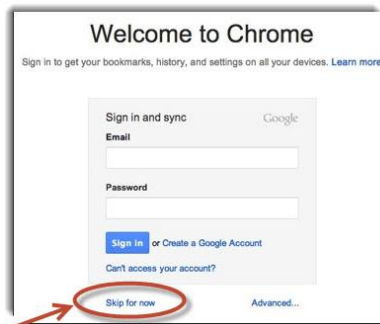 Welcome to Chrome
Sign in to get your bookmarks, history, and settings on all your devices. Learn more
Sign in and sync Google
Email
Password
Sign in or Create a Google Account
Can't access your account?
Skip for now Advanced...